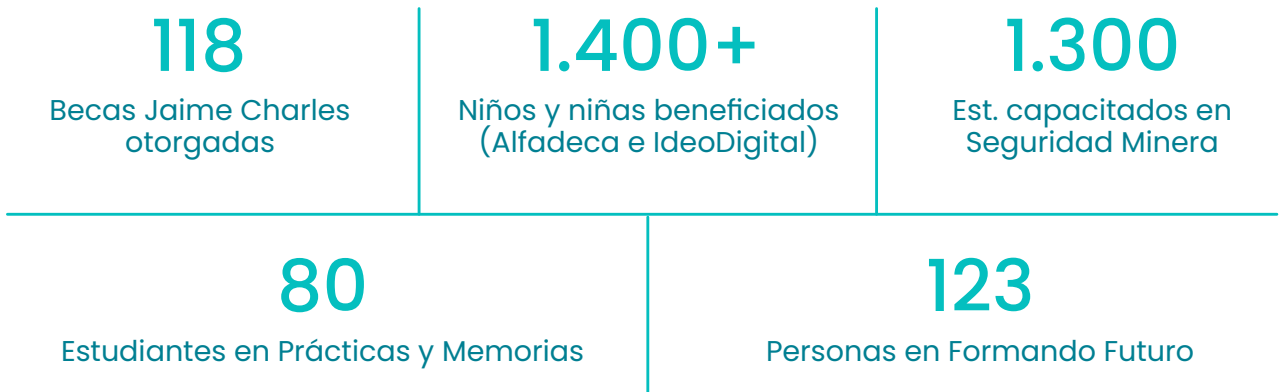 118
Becas Jaime Charles
otorgadas
1.400+
Niños y niñas beneficiados
(Alfadeca e IdeoDigital)
1.300
Est. capacitados en
Seguridad Minera
80
Estudiantes en Prácticas y Memorias
123
Personas en Formando Futuro